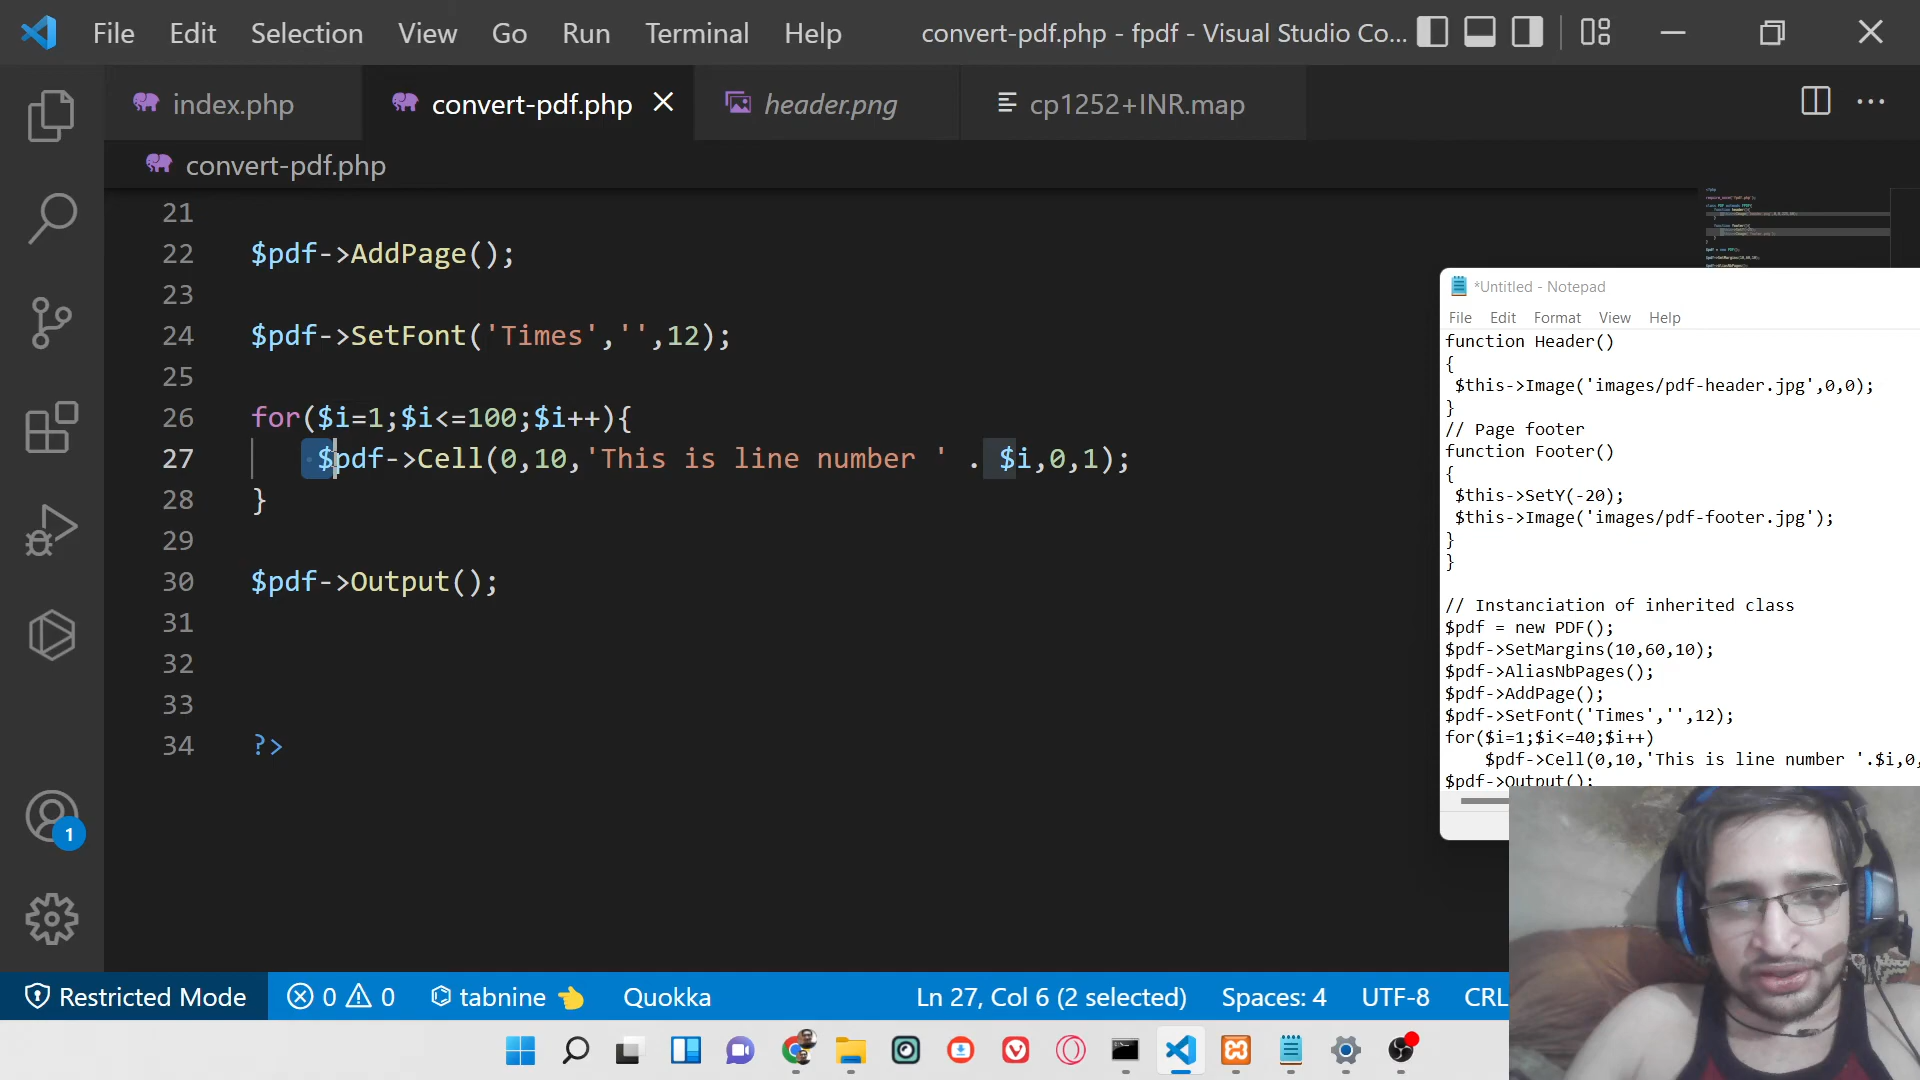 File Edit Selection View Go Run Terminal Help convert-pdf.php - fpdf - Visual Studio Co...
index.php convert-pdf.php header.png cp1252+INR.map
convert-pdf.php
21
22 $pdf->AddPage();
23
24 $pdf->SetFont('Times','',12);
25
26 for($i=1;$i<=100;$i++){
27 $pdf->Cell(0,10,'This is line number ' . $i,0,1);
28 }
29
30 $pdf->Output();
31
32
33
34 ?>
*Untitled - Notepad
File Edit Format View Help
function Header()
{
$this->Image('images/pdf-header.jpg',0,0);
}
// Page footer
function Footer()
{
$this->SetY(-20);
$this->Image('images/pdf-footer.jpg');
}
}
// Instanciation of inherited class
$pdf = new PDF();
$pdf->SetMargins(10,60,10);
$pdf->AliasNbPages();
$pdf->AddPage();
$pdf->SetFont('Times','',12);
for($i=1;$i<=40;$i++)
$pdf->Cell(0,10,'This is line number '.$i,0,
$pdf->Output();
1
Restricted Mode 0 0 tabnine Quokka Ln 27, Col 6 (2 selected) Spaces: 4 UTF-8 CRL